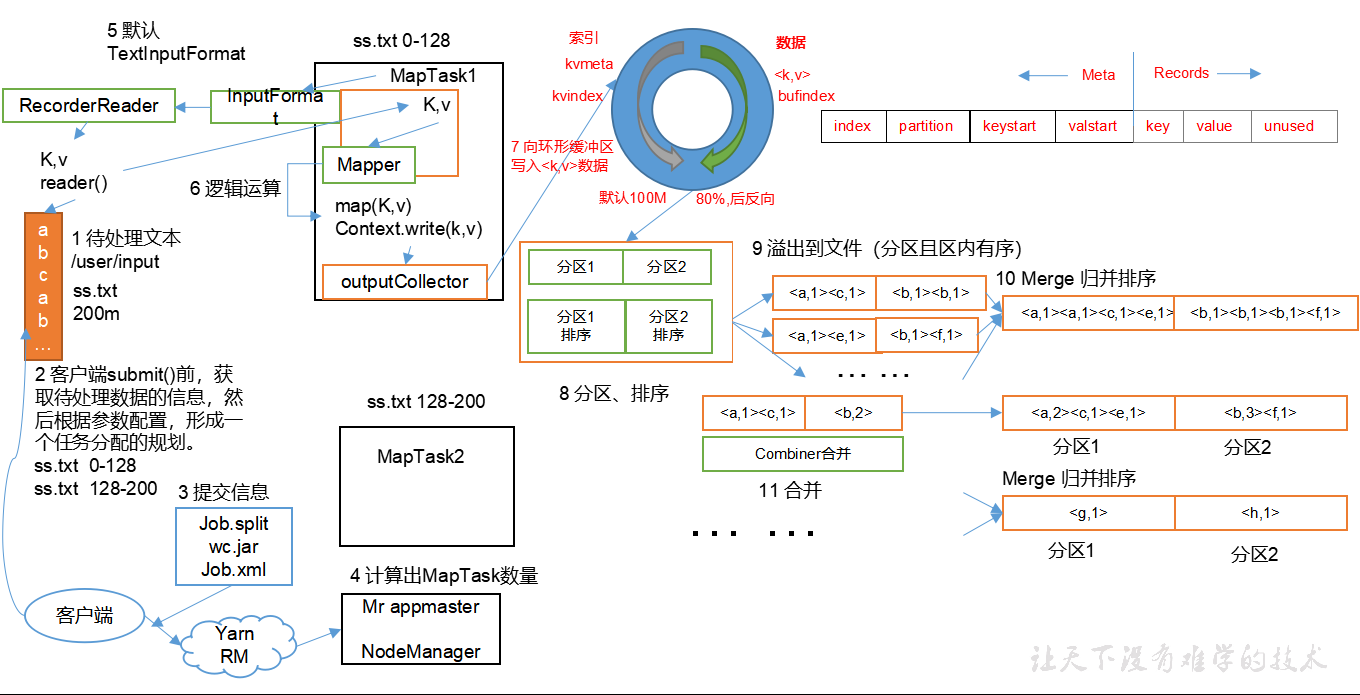 5 默认
TextInputFormat
RecorderReader
InputForma
t
K,v
reader()
a
b
c
a
b
...
1 待处理文本
/user/input
ss.txt
200m
2 客户端submit()前，获
取待处理数据的信息，然
后根据参数配置，形成一
个任务分配的规划。
ss.txt 0-128
ss.txt 128-200
3 提交信息
Job.split
wc.jar
Job.xml
客户端
Yarn
RM
4 计算出MapTask数量
Mr appmaster
NodeManager
ss.txt 0-128
MapTask1
K,v
Mapper
6 逻辑运算
map(K,v)
Context.write(k,v)
outputCollector
ss.txt 128-200
MapTask2
索引
kvmeta
kvindex
数据
<k,v>
bufindex
7 向环形缓冲区
写入<k,v>数据
默认100M
80%,后反向
Meta
Records
index
partition
keystart
valstart
key
value
unused
分区1
分区2
分区1
排序
分区2
排序
8 分区、排序
9 溢出到文件（分区且区内有序）
<a,1><c,1>
<b,1><b,1>
<a,1><e,1>
<b,1><f,1>
... ...
10 Merge 归并排序
<a,1><a,1><c,1><e,1>
<b,1><b,1><b,1><f,1>
<a,1><c,1>
<b,2>
Combiner合并
11 合并
<a,2><c,1><e,1>
<b,3><f,1>
分区1
分区2
Merge 归并排序
<g,1>
<h,1>
分区1
分区2
... ...
让天下没有难学的技术